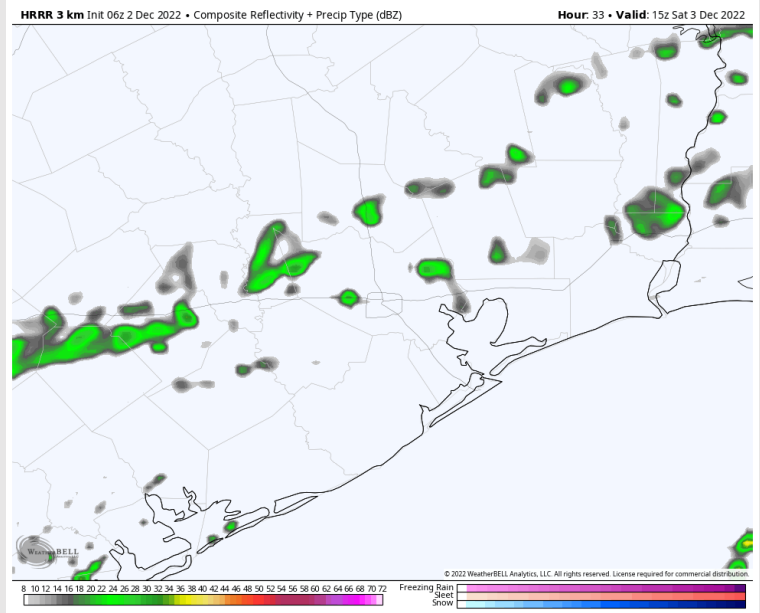 HRRR 3 km Init 06z 2 Dec 2022 • Composite Reflectivity + Precip Type (dBZ)
Hour: 33 • Valid: 15z Sat 3 Dec 2022
WEATHERBELL
© 2022 WeatherBELL Analytics, LLC. All rights reserved. License required for commercial distribution.
8 10 12 14 16 18 20 22 24 26 28 30 32 34 36 38 40 42 44 46 48 50 52 54 56 58 60 62 64 66 68 70 72
Freezing Rain
Sleet
Snow